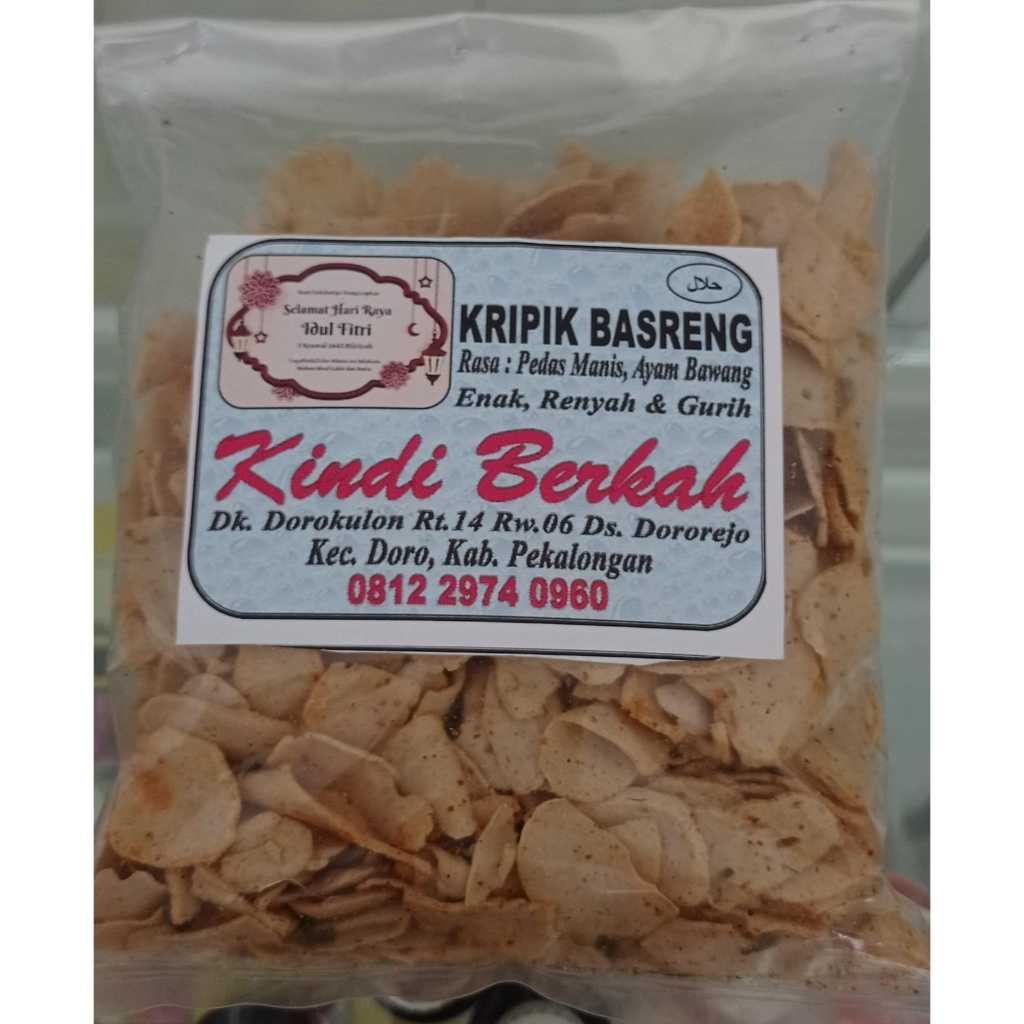 Selamat Hari Raya
Idul Fitri
حلال
KRIPIK BASRENG
Rasa : Pedas Manis, Ayam Bawang
Enak, Renyah & Gurih
Kindi Berkah
Dk. Dorokulon Rt.14 Rw.06 Ds. Dororejo
Kec. Doro, Kab. Pekalongan
0812 2974 0960